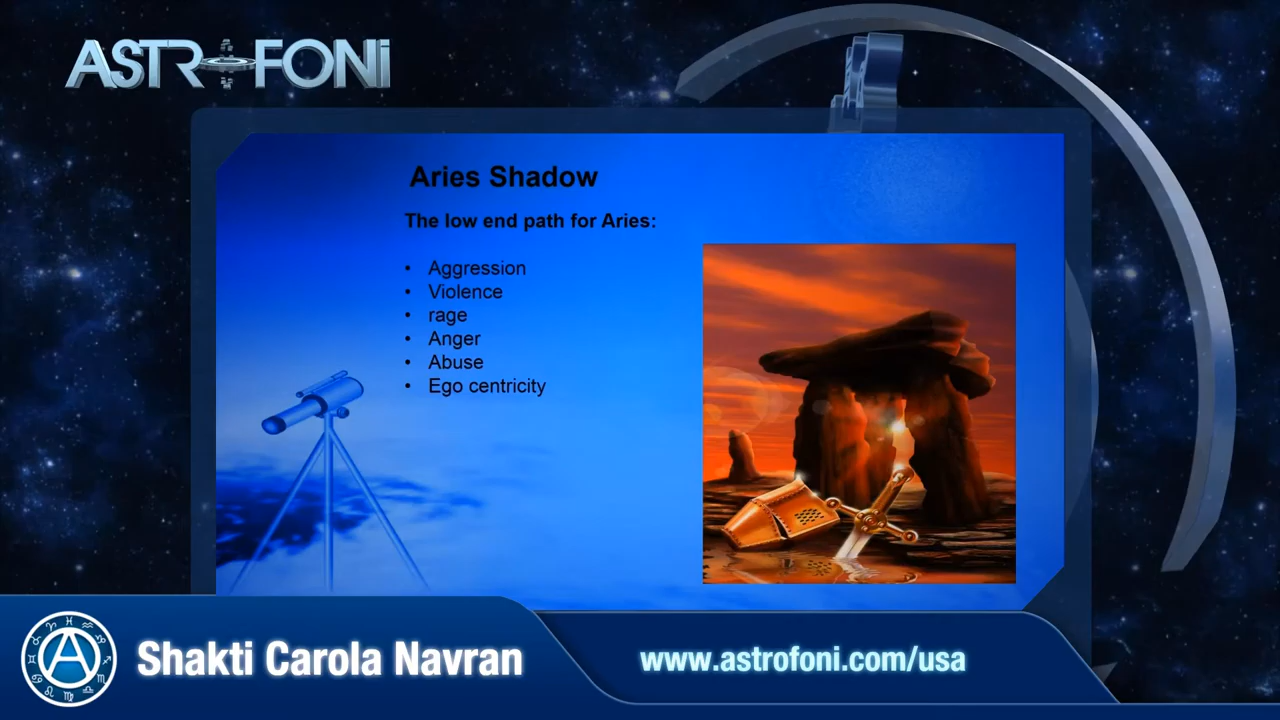 ASTROFONi
Aries Shadow
The low end path for Aries:
• Aggression
• Violence
• rage
• Anger
• Abuse
• Ego centricity
Shakti Carola Navran
www.astrofoni.com/usa